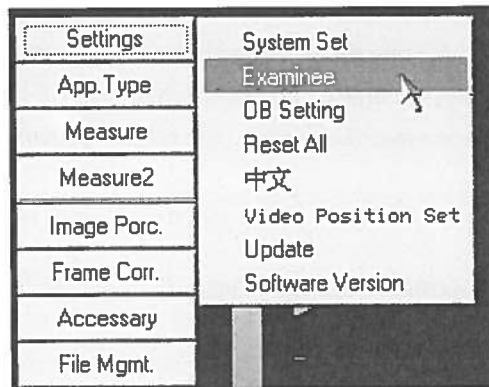 Settings
App.Type
Measure
Measure2
Image Porc.
Frame Corr.
Accessary
File Mgmt.
System Set
Examinee
OB Setting
Reset All
中文
Video Position Set
Update
Software Version